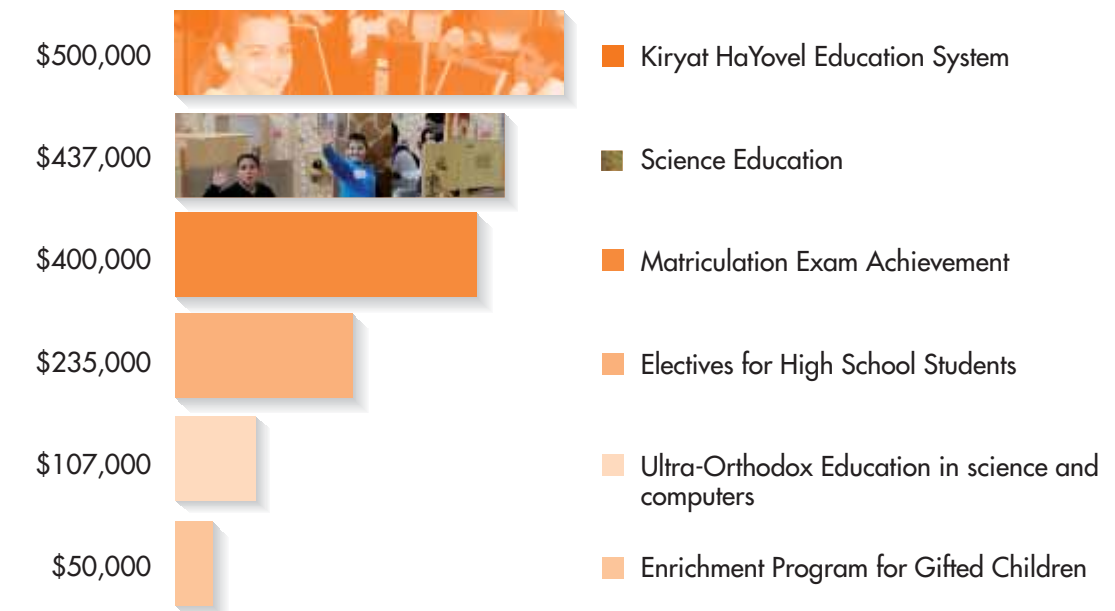 $500,000 Kiryat HaYovel Education System
$437,000 Science Education
$400,000 Matriculation Exam Achievement
$235,000 Electives for High School Students
$107,000 Ultra-Orthodox Education in science and
computers
$50,000 Enrichment Program for Gifted Children